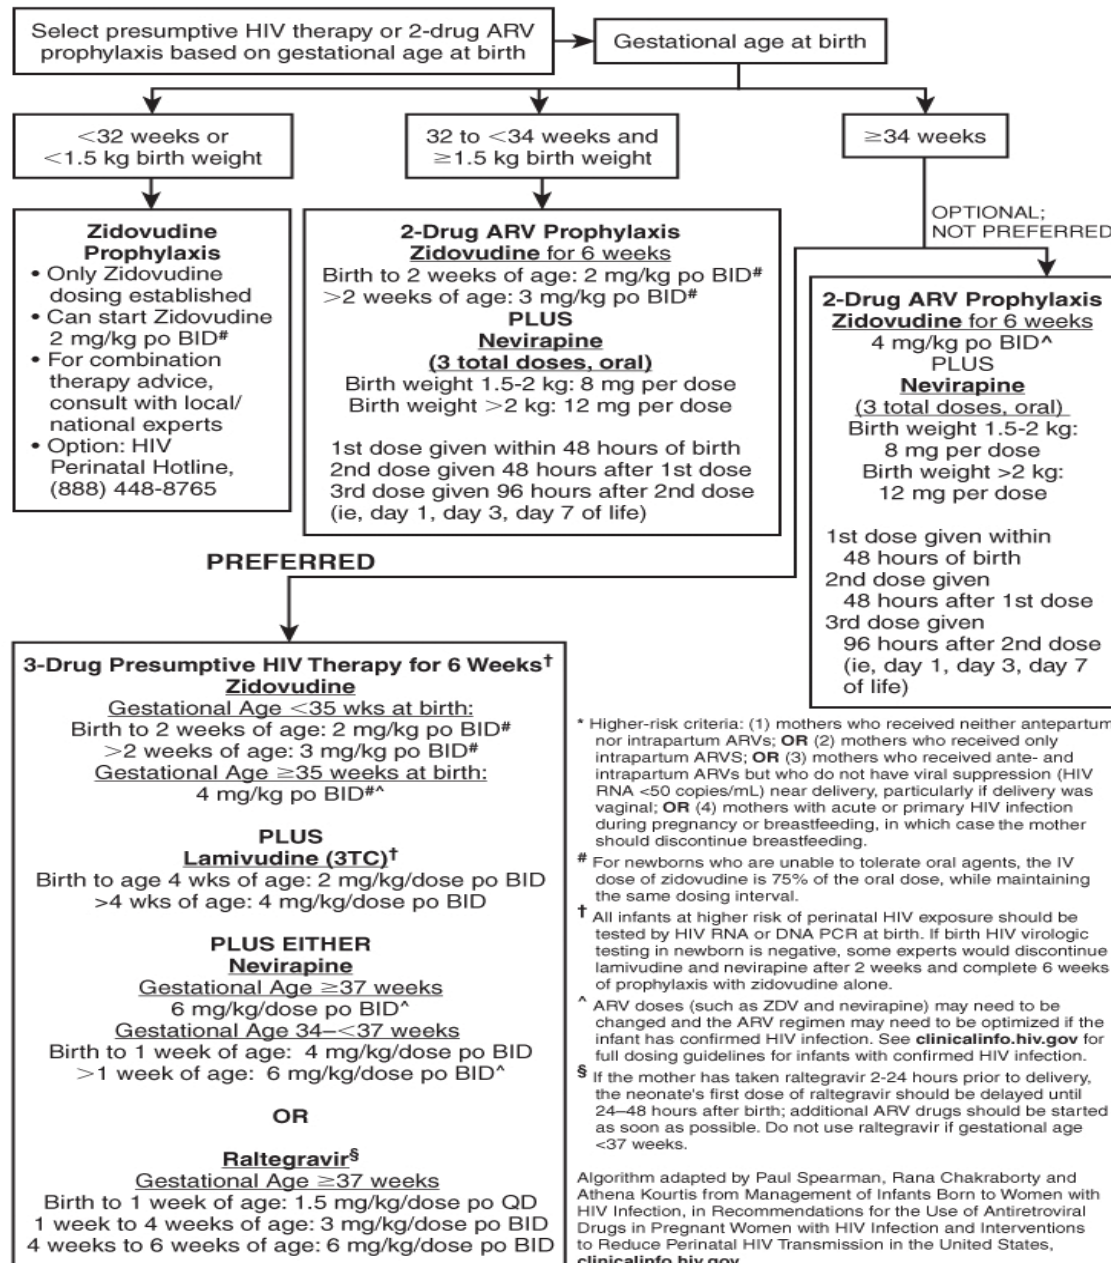 Select presumptive HIV therapy or 2-drug ARV
prophylaxis based on gestational age at birth
Gestational age at birth
<32 weeks or
<1.5 kg birth weight
32 to <34 weeks and
≥1.5 kg birth weight
≥34 weeks
OPTIONAL;
NOT PREFERRED
Zidovudine
Prophylaxis
• Only Zidovudine
dosing established
• Can start Zidovudine
2 mg/kg po BID#
• For combination
therapy advice,
consult with local/
national experts
• Option: HIV
Perinatal Hotline,
(888) 448-8765
2-Drug ARV Prophylaxis
Zidovudine for 6 weeks
Birth to 2 weeks of age: 2 mg/kg po BID#
>2 weeks of age: 3 mg/kg po BID#
PLUS
Nevirapine
(3 total doses, oral)
Birth weight 1.5-2 kg: 8 mg per dose
Birth weight >2 kg: 12 mg per dose
1st dose given within 48 hours of birth
2nd dose given 48 hours after 1st dose
3rd dose given 96 hours after 2nd dose
(ie, day 1, day 3, day 7 of life)
2-Drug ARV Prophylaxis
Zidovudine for 6 weeks
4 mg/kg po BID^
PLUS
Nevirapine
(3 total doses, oral)
Birth weight 1.5-2 kg:
8 mg per dose
Birth weight >2 kg:
12 mg per dose
1st dose given within
48 hours of birth
2nd dose given
48 hours after 1st dose
3rd dose given
96 hours after 2nd dose
(ie, day 1, day 3, day 7
of life)
PREFERRED
3-Drug Presumptive HIV Therapy for 6 Weeks†
Zidovudine
Gestational Age <35 wks at birth:
Birth to 2 weeks of age: 2 mg/kg po BID#
>2 weeks of age: 3 mg/kg po BID#
Gestational Age ≥35 weeks at birth:
4 mg/kg po BID#^
PLUS
Lamivudine (3TC)†
Birth to age 4 wks of age: 2 mg/kg/dose po BID
>4 wks of age: 4 mg/kg/dose po BID
PLUS EITHER
Nevirapine
Gestational Age ≥37 weeks
6 mg/kg/dose po BID^
Gestational Age 34–<37 weeks
Birth to 1 week of age: 4 mg/kg/dose po BID
>1 week of age: 6 mg/kg/dose po BID^
OR
Raltegravir§
Gestational Age ≥37 weeks
Birth to 1 week of age: 1.5 mg/kg/dose po QD
1 week to 4 weeks of age: 3 mg/kg/dose po BID
4 weeks to 6 weeks of age: 6 mg/kg/dose po BID
* Higher-risk criteria: (1) mothers who received neither antepartum
nor intrapartum ARVs; OR (2) mothers who received only
intrapartum ARVS; OR (3) mothers who received ante- and
intrapartum ARVs but who do not have viral suppression (HIV
RNA <50 copies/mL) near delivery, particularly if delivery was
vaginal; OR (4) mothers with acute or primary HIV infection
during pregnancy or breastfeeding, in which case the mother
should discontinue breastfeeding.
# For newborns who are unable to tolerate oral agents, the IV
dose of zidovudine is 75% of the oral dose, while maintaining
the same dosing interval.
† All infants at higher risk of perinatal HIV exposure should be
tested by HIV RNA or DNA PCR at birth. If birth HIV virologic
testing in newborn is negative, some experts would discontinue
lamivudine and nevirapine after 2 weeks and complete 6 weeks
of prophylaxis with zidovudine alone.
^ ARV doses (such as ZDV and nevirapine) may need to be
changed and the ARV regimen may need to be optimized if the
infant has confirmed HIV infection. See clinicalinfo.hiv.gov for
full dosing guidelines for infants with confirmed HIV infection.
§ If the mother has taken raltegravir 2-24 hours prior to delivery,
the neonate's first dose of raltegravir should be delayed until
24–48 hours after birth; additional ARV drugs should be started
as soon as possible. Do not use raltegravir if gestational age
<37 weeks.
Algorithm adapted by Paul Spearman, Rana Chakraborty and
Athena Kourtis from Management of Infants Born to Women with
HIV Infection, in Recommendations for the Use of Antiretroviral
Drugs in Pregnant Women with HIV Infection and Interventions
to Reduce Perinatal HIV Transmission in the United States,
clinicalinfo.hiv.gov